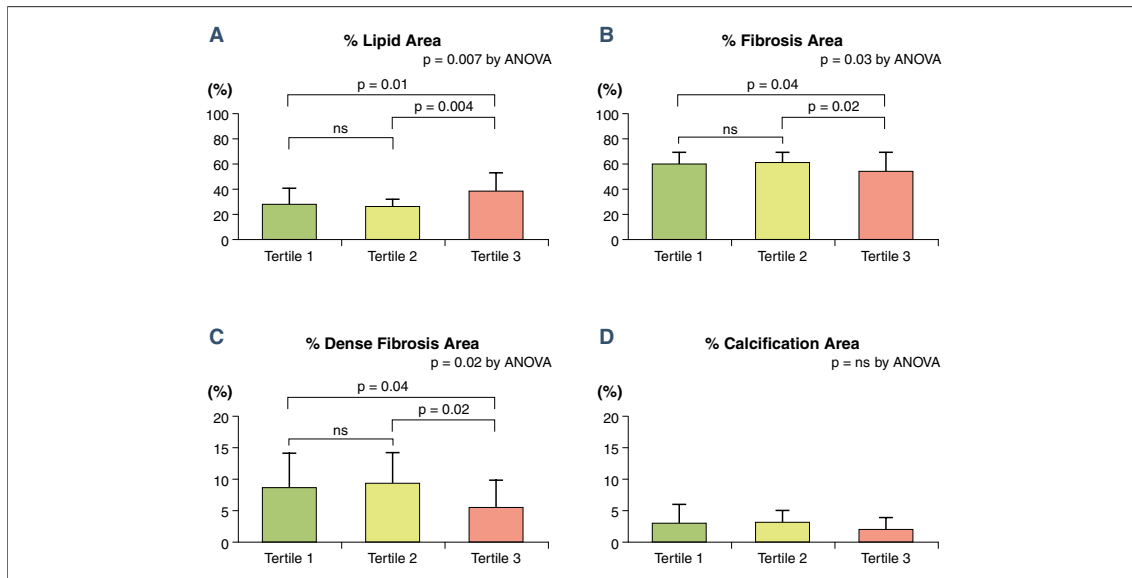 A
% Lipid Area
p = 0.007 by ANOVA
(%)
p = 0.01
p = 0.004
ns
100
80
60
40
20
0
Tertile 1
Tertile 2
Tertile 3
B
% Fibrosis Area
p = 0.03 by ANOVA
(%)
p = 0.04
p = 0.02
ns
100
80
60
40
20
0
Tertile 1
Tertile 2
Tertile 3
C
% Dense Fibrosis Area
p = 0.02 by ANOVA
(%)
p = 0.04
p = 0.02
ns
20
15
10
5
0
Tertile 1
Tertile 2
Tertile 3
D
% Calcification Area
p = ns by ANOVA
(%)
20
15
10
5
0
Tertile 1
Tertile 2
Tertile 3